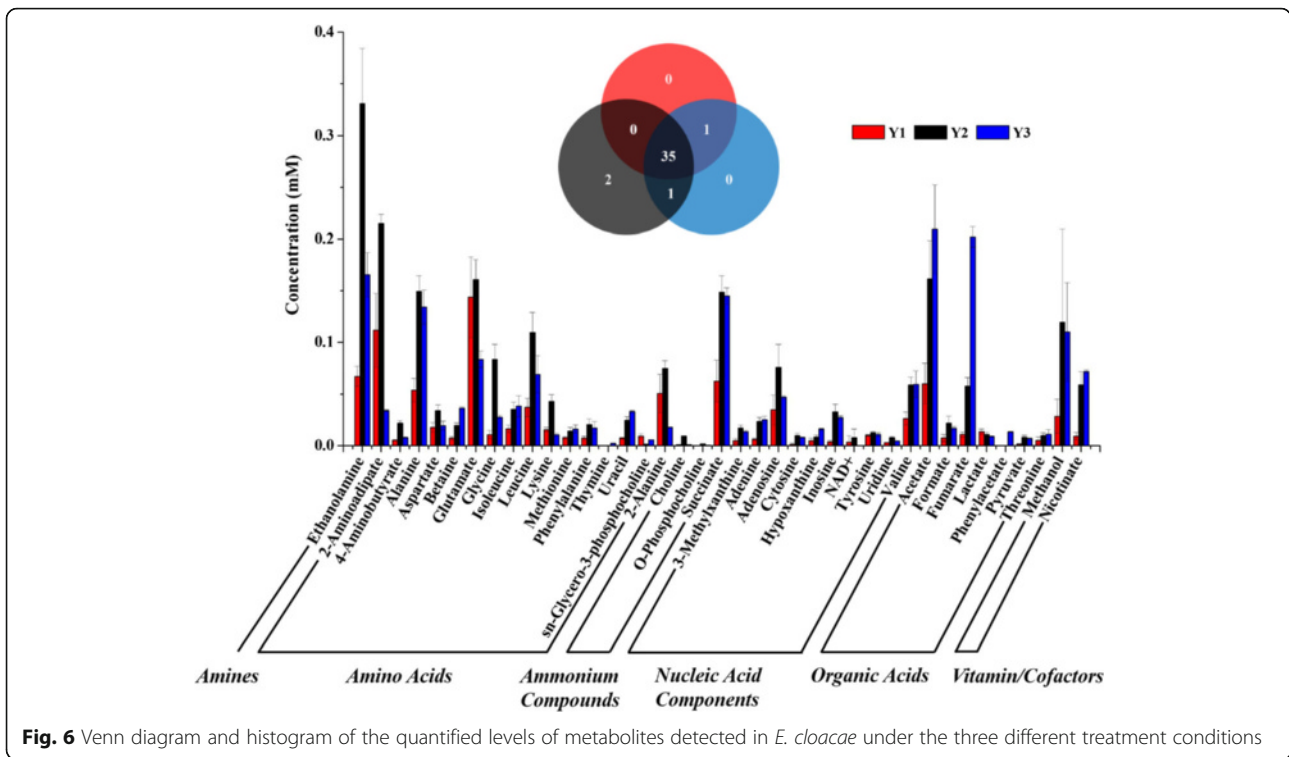 0.4
0.3
0.2
0.1
0.0
Concentration (mM)
0
0
1
35
2
1
0
Y1
Y2
Y3
Ethanolamine
2-Aminoadipate
4-Aminobutyrate
Alanine
Aspartate
Betaine
Glutamate
Glycine
Isoleucine
Leucine
Lysine
Methionine
Phenylalanine
Thymine
Uracil
sn-Glycero-3-phosphocholine
2-Alanine
Choline
O-Phosphocholine
Succinate
3-Methylxanthine
Adenine
Adenosine
Cytosine
Hypoxanthine
Inosine
NAD+
Tyrosine
Uridine
Valine
Acetate
Formate
Fumarate
Lactate
Phenylacetate
Pyruvate
Threonine
Methanol
Nicotinate
Amines
Amino Acids
Ammonium
Compounds
Nucleic Acid
Components
Organic Acids
Vitamin/Cofactors
Fig. 6 Venn diagram and histogram of the quantified levels of metabolites detected in E. cloacae under the three different treatment conditions